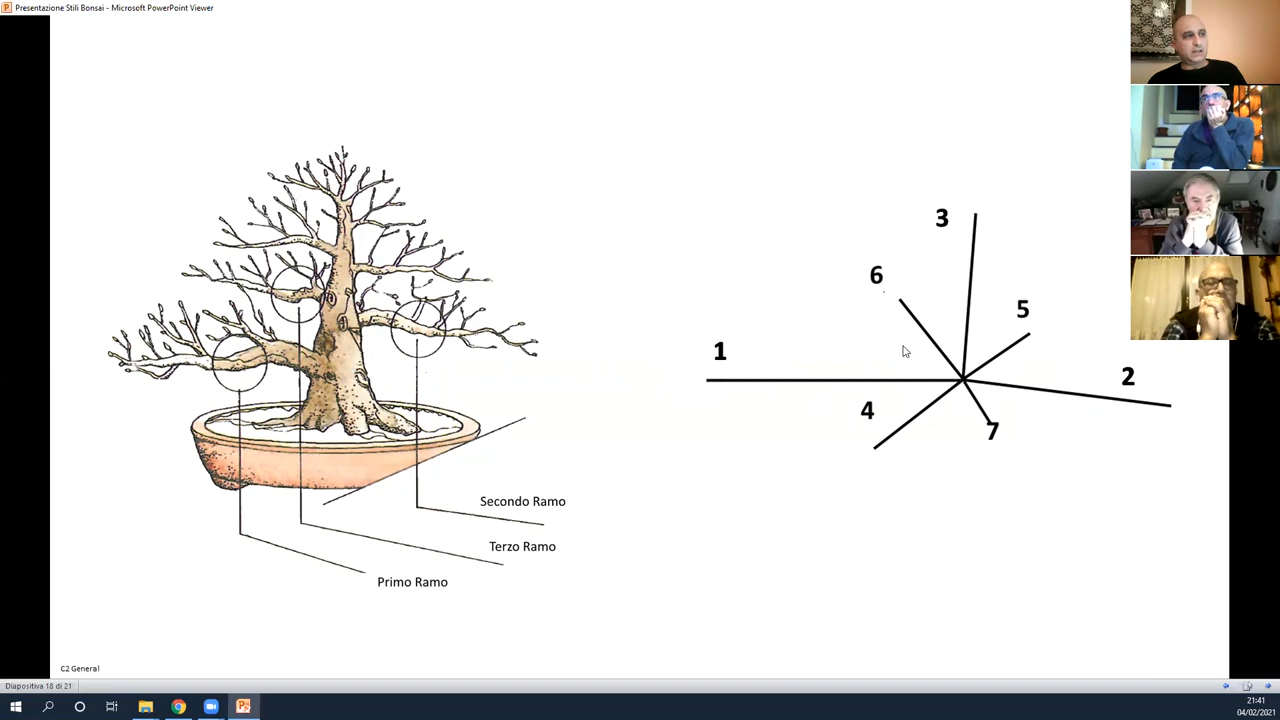 Presentazione Stili Bonsai - Microsoft PowerPoint Viewer
3
6
5
1
2
4
7
Secondo Ramo
Terzo Ramo
Primo Ramo
C2 General
Diapositiva 18 di 21
21:41
04/02/2021